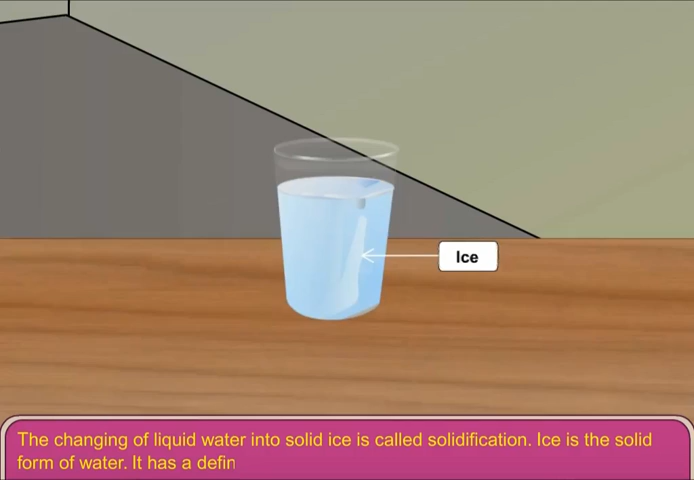 Ice
The changing of liquid water into solid ice is called solidification. Ice is the solid
form of water. It has a defin